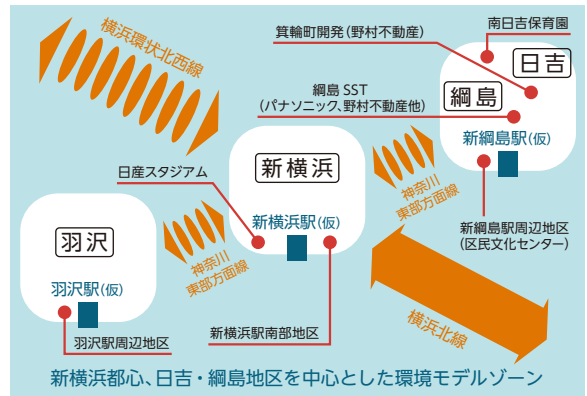 南日吉保育園
箕輪町開発(野村不動産)
横浜環状北西線
日吉
綱島
綱島 SST
(パナソニック、野村不動産他)
新綱島駅(仮)
日産スタジアム
新横浜
神奈川
東部方面線
新横浜駅(仮)
新綱島駅周辺地区
(区民文化センター)
羽沢
神奈川
東部方面線
羽沢駅(仮)
横浜北線
羽沢駅周辺地区
新横浜駅南部地区
新横浜都心、日吉・綱島地区を中心とした環境モデルゾーン